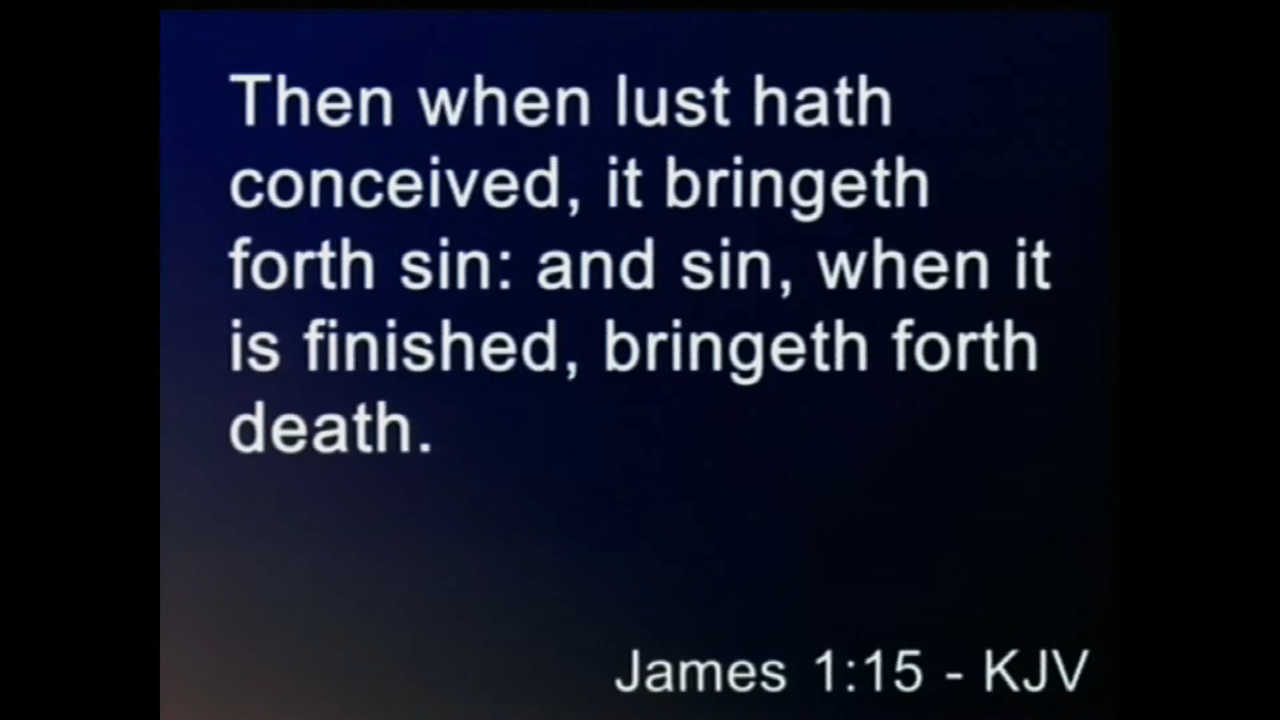 Then when lust hath
conceived, it bringeth
forth sin: and sin, when it
is finished, bringeth forth
death.
James 1:15 - KJV